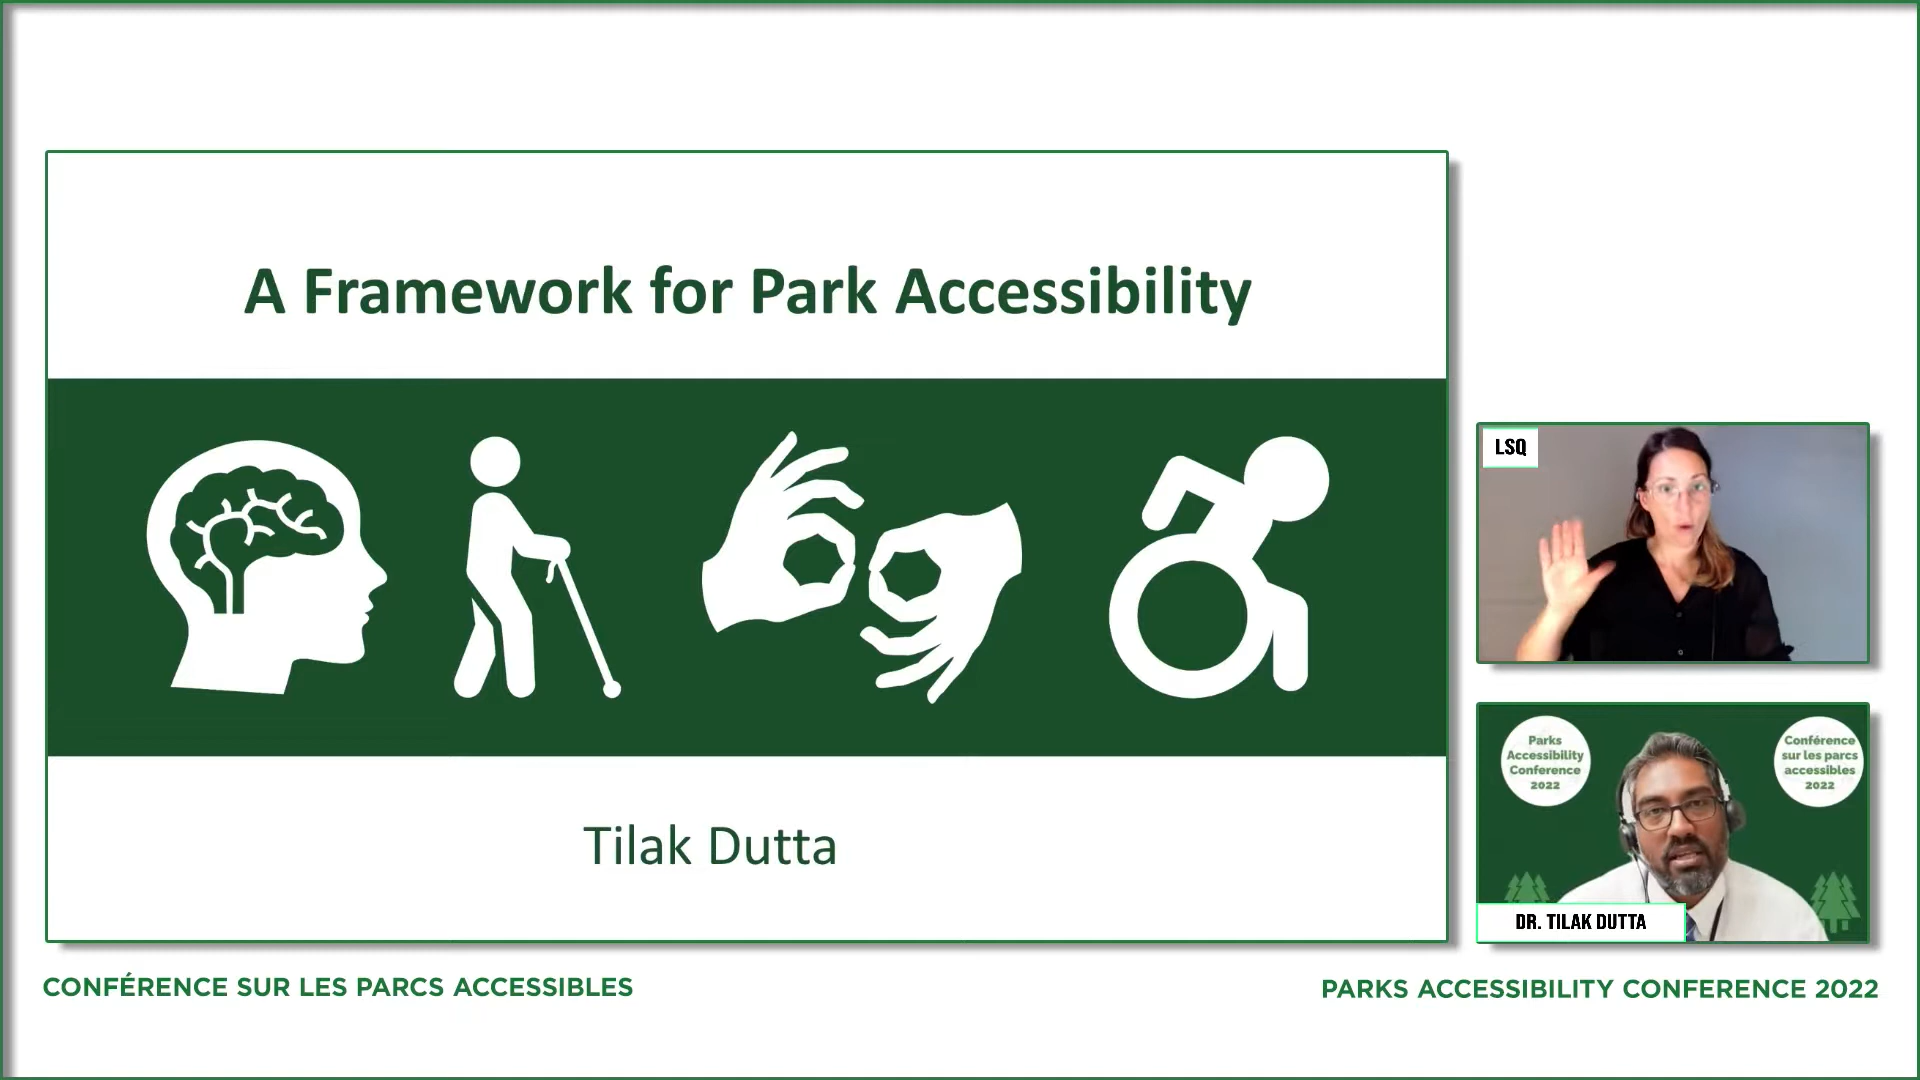 A Framework for Park Accessibility
Tilak Dutta
LSQ
Parks
Accessibility
Conference
2022
Conférence
sur les parcs
accessibles
2022
DR. TILAK DUTTA
CONFÉRENCE SUR LES PARCS ACCESSIBLES
PARKS ACCESSIBILITY CONFERENCE 2022